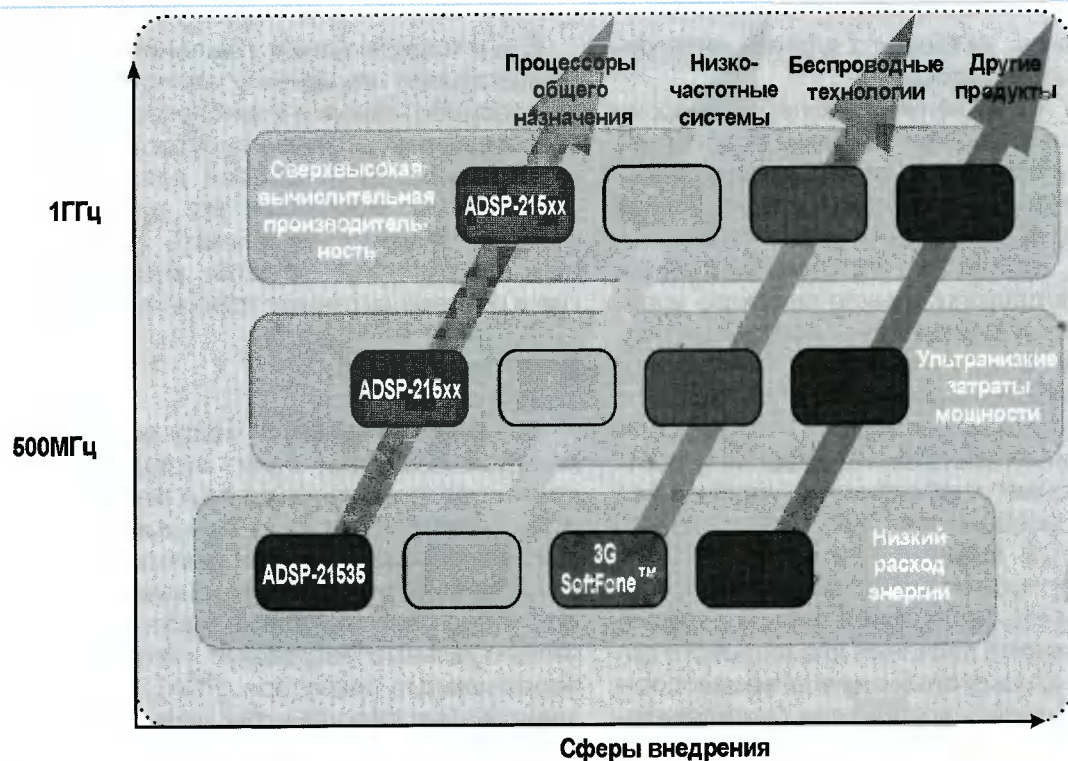 Процессоры
общего
назначения
Низко-
частотные
системы
Беспроводные
технологии
Другие
продукты
1ГГц
Сверхвысокая
вычислительная
производитель-
ность
ADSP-215xx
500МГц
ADSP-215xx
Ультранизкие
затраты
мощности
ADSP-21535
3G
SoftFone™
Низкий
расход
энергии
Сферы внедрения